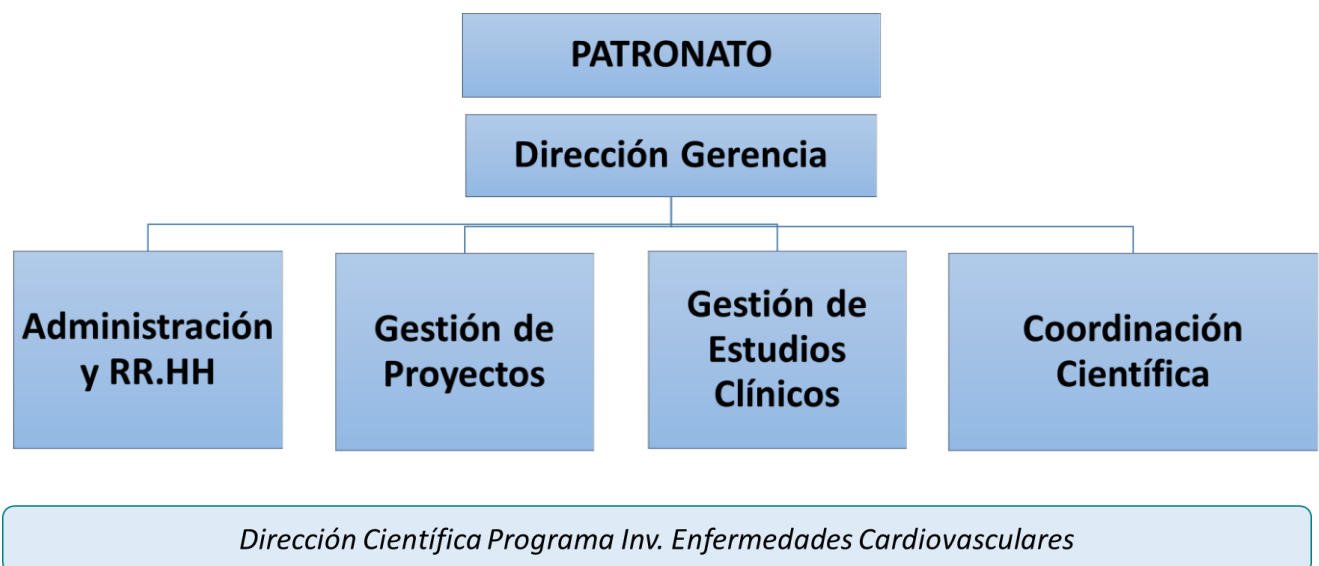 PATRONATO
Dirección Gerencia
Administración
y RR.HH
Gestión de
Proyectos
Gestión de
Estudios
Clínicos
Coordinación
Científica
Dirección Científica Programa Inv. Enfermedades Cardiovasculares